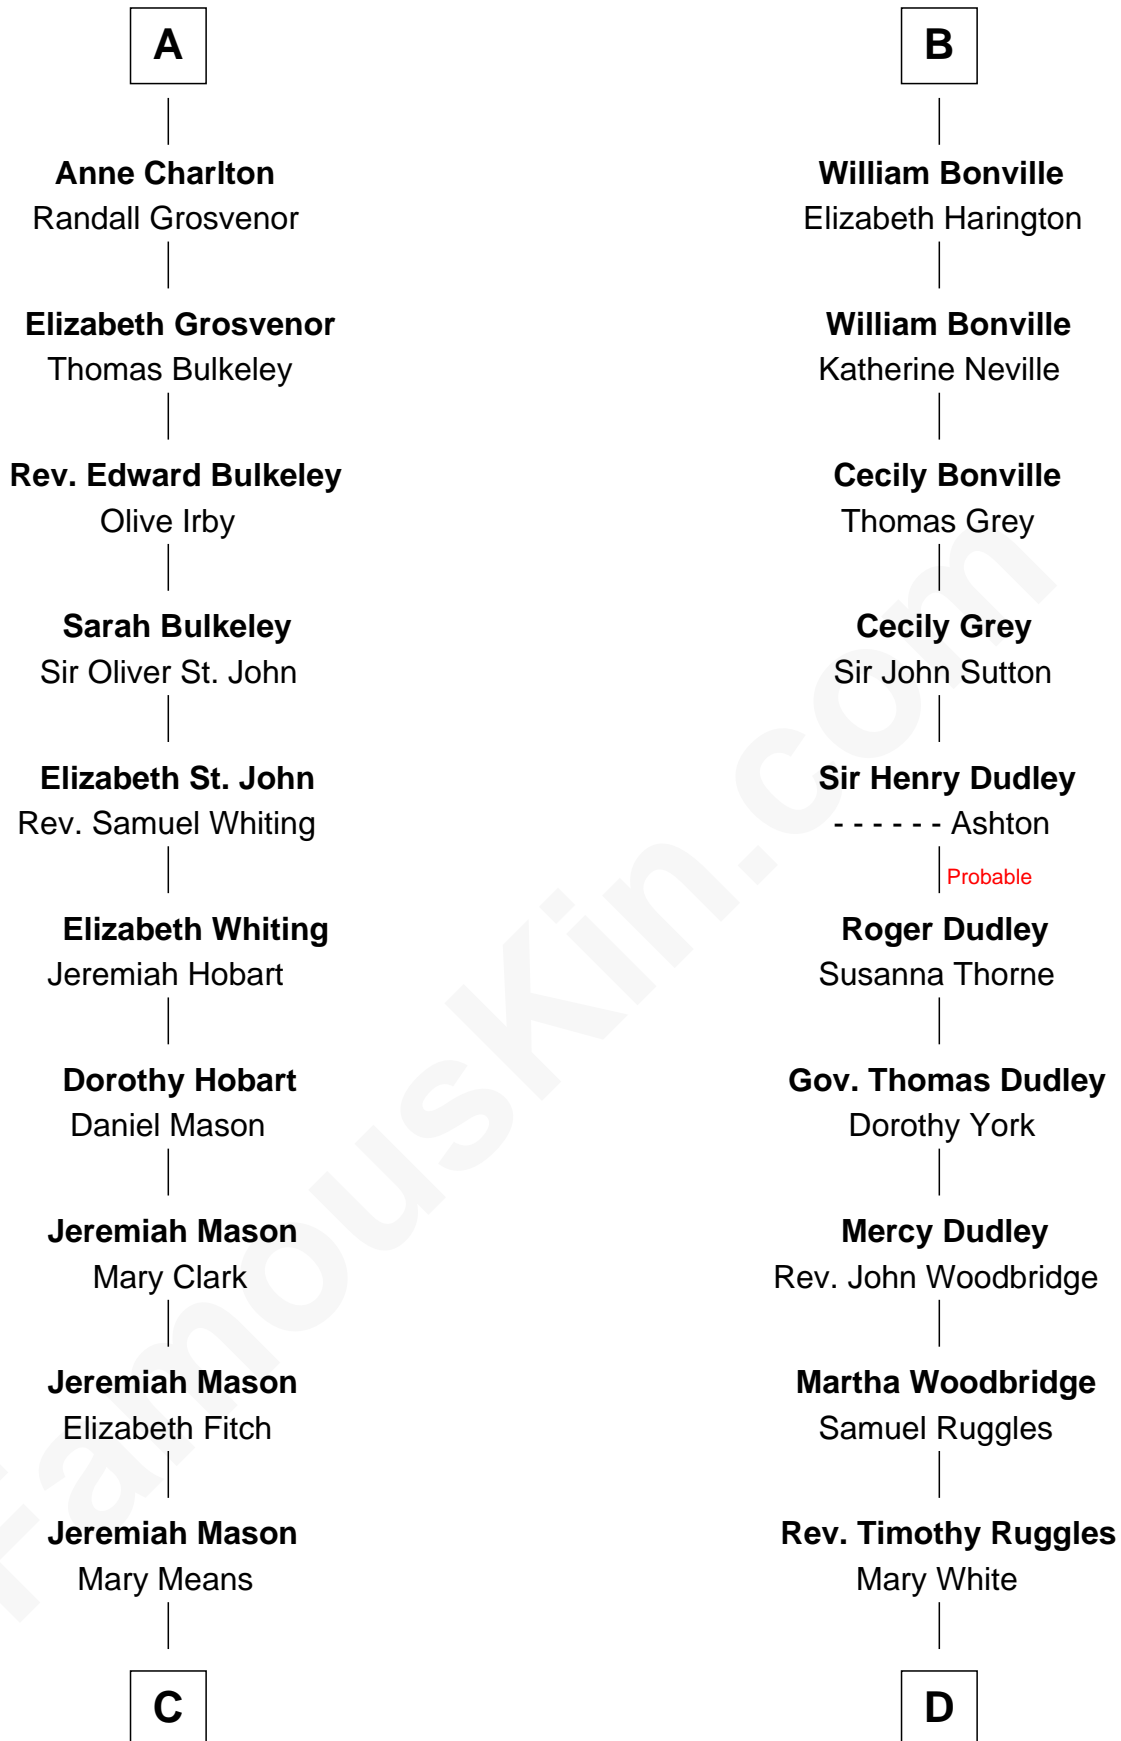 A
Anne Charlton
Randall Grosvenor
Elizabeth Grosvenor
Thomas Bulkeley
Rev. Edward Bulkeley
Olive Irby
Sarah Bulkeley
Sir Oliver St. John
Elizabeth St. John
Rev. Samuel Whiting
Elizabeth Whiting
Jeremiah Hobart
Dorothy Hobart
Daniel Mason
Jeremiah Mason
Mary Clark
Jeremiah Mason
Elizabeth Fitch
Jeremiah Mason
Mary Means
C
B
William Bonville
Elizabeth Harington
William Bonville
Katherine Neville
Cecily Bonville
Thomas Grey
Cecily Grey
Sir John Sutton
Sir Henry Dudley
- - - - - - Ashton
Probable
Roger Dudley
Susanna Thorne
Gov. Thomas Dudley
Dorothy York
Mercy Dudley
Rev. John Woodbridge
Martha Woodbridge
Samuel Ruggles
Rev. Timothy Ruggles
Mary White
D
FamousKin.com